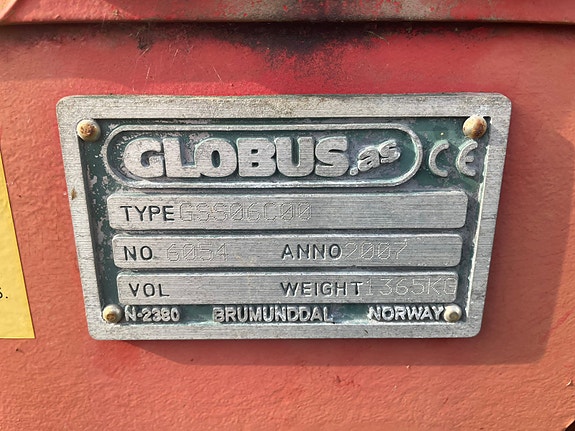 GLOBUS.as CE
TYPE GSS06C00
NO. 6054 ANNO 2007
VOL WEIGHT 1365KG
N-2380 BRUMUNDDAL NORWAY